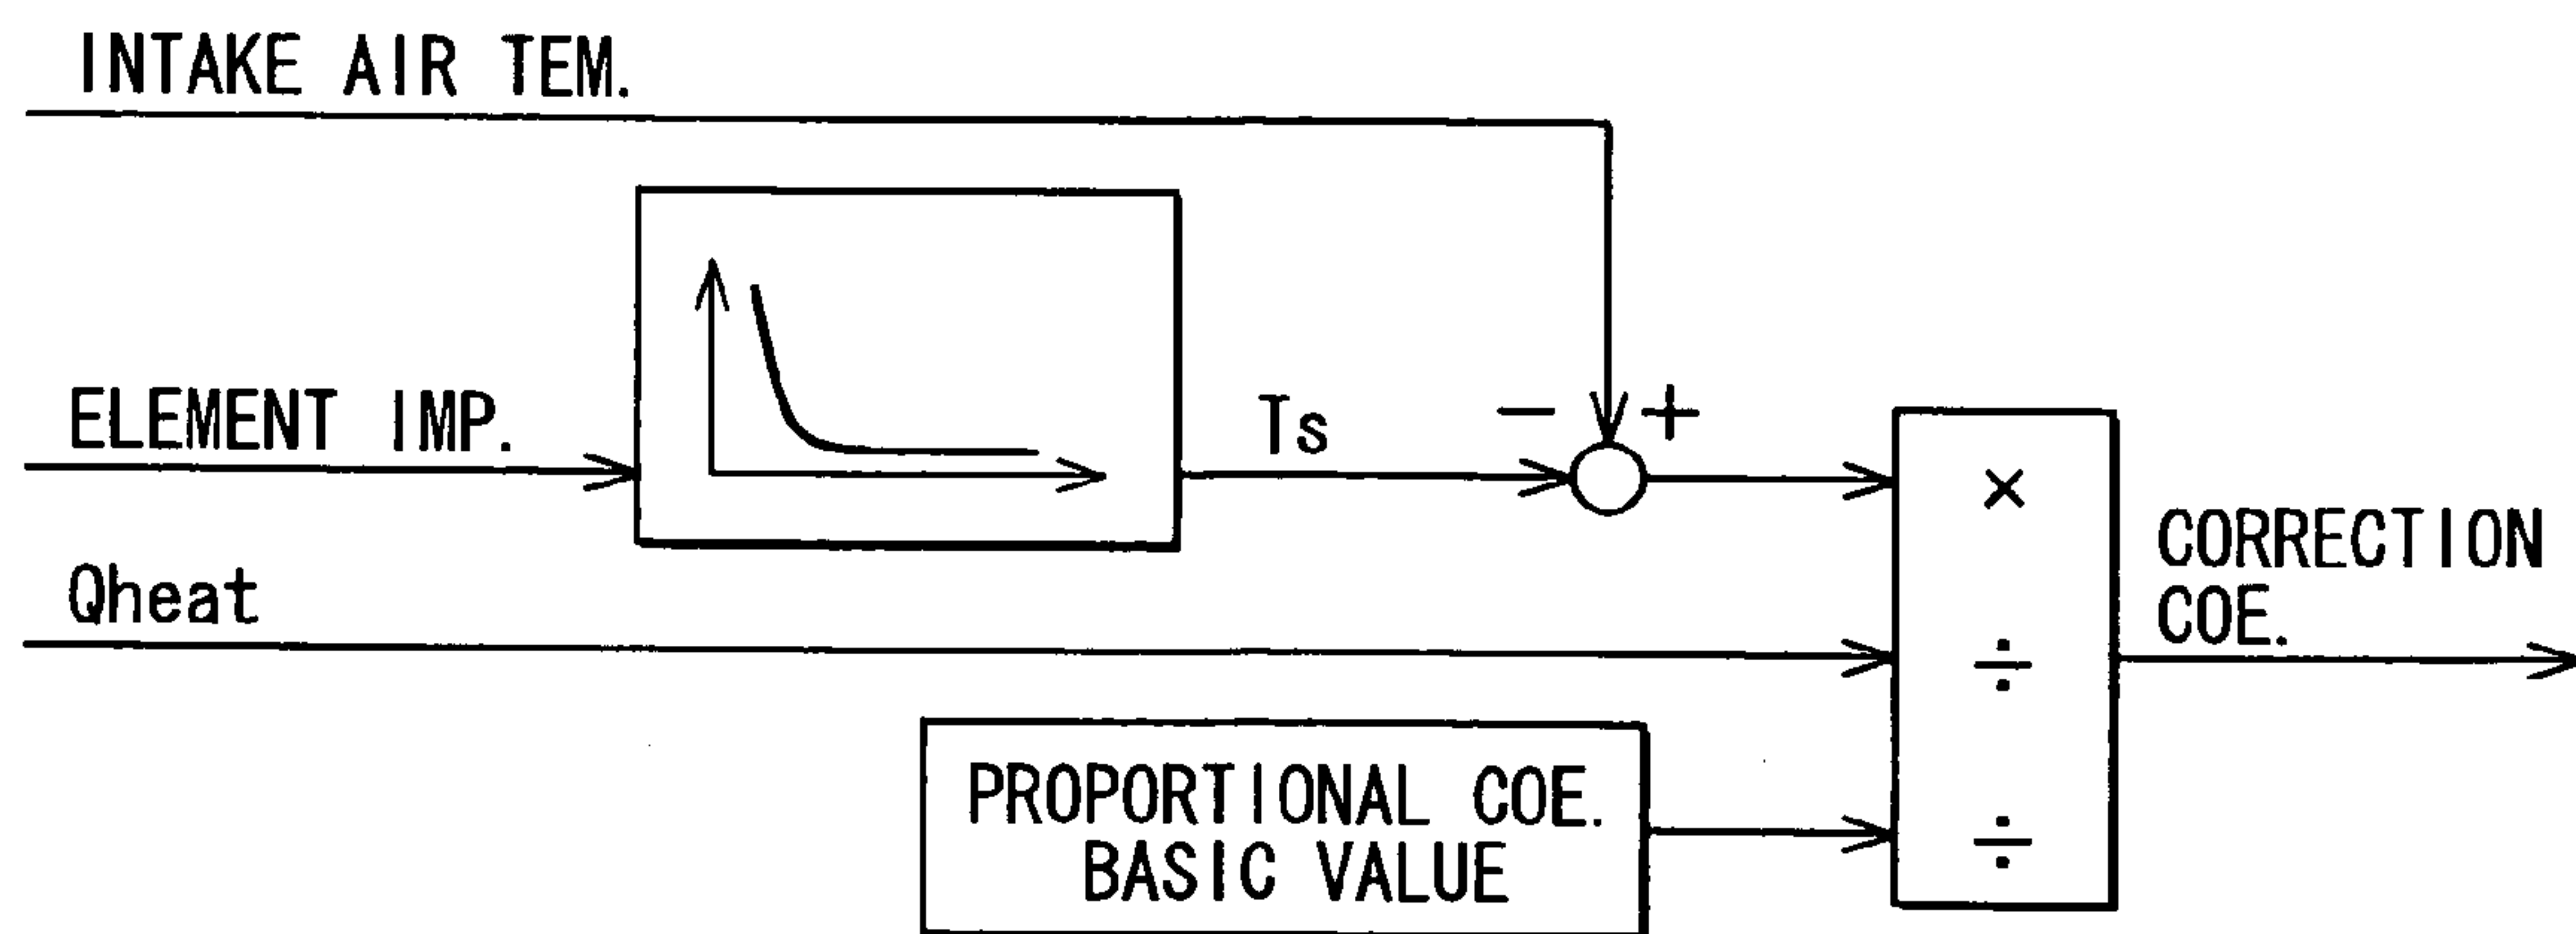 INTAKE AIR TEM.
ELEMENT IMP.
Ts
− +
×
Qheat
÷
CORRECTION
COE.
PROPORTIONAL COE.
BASIC VALUE
÷